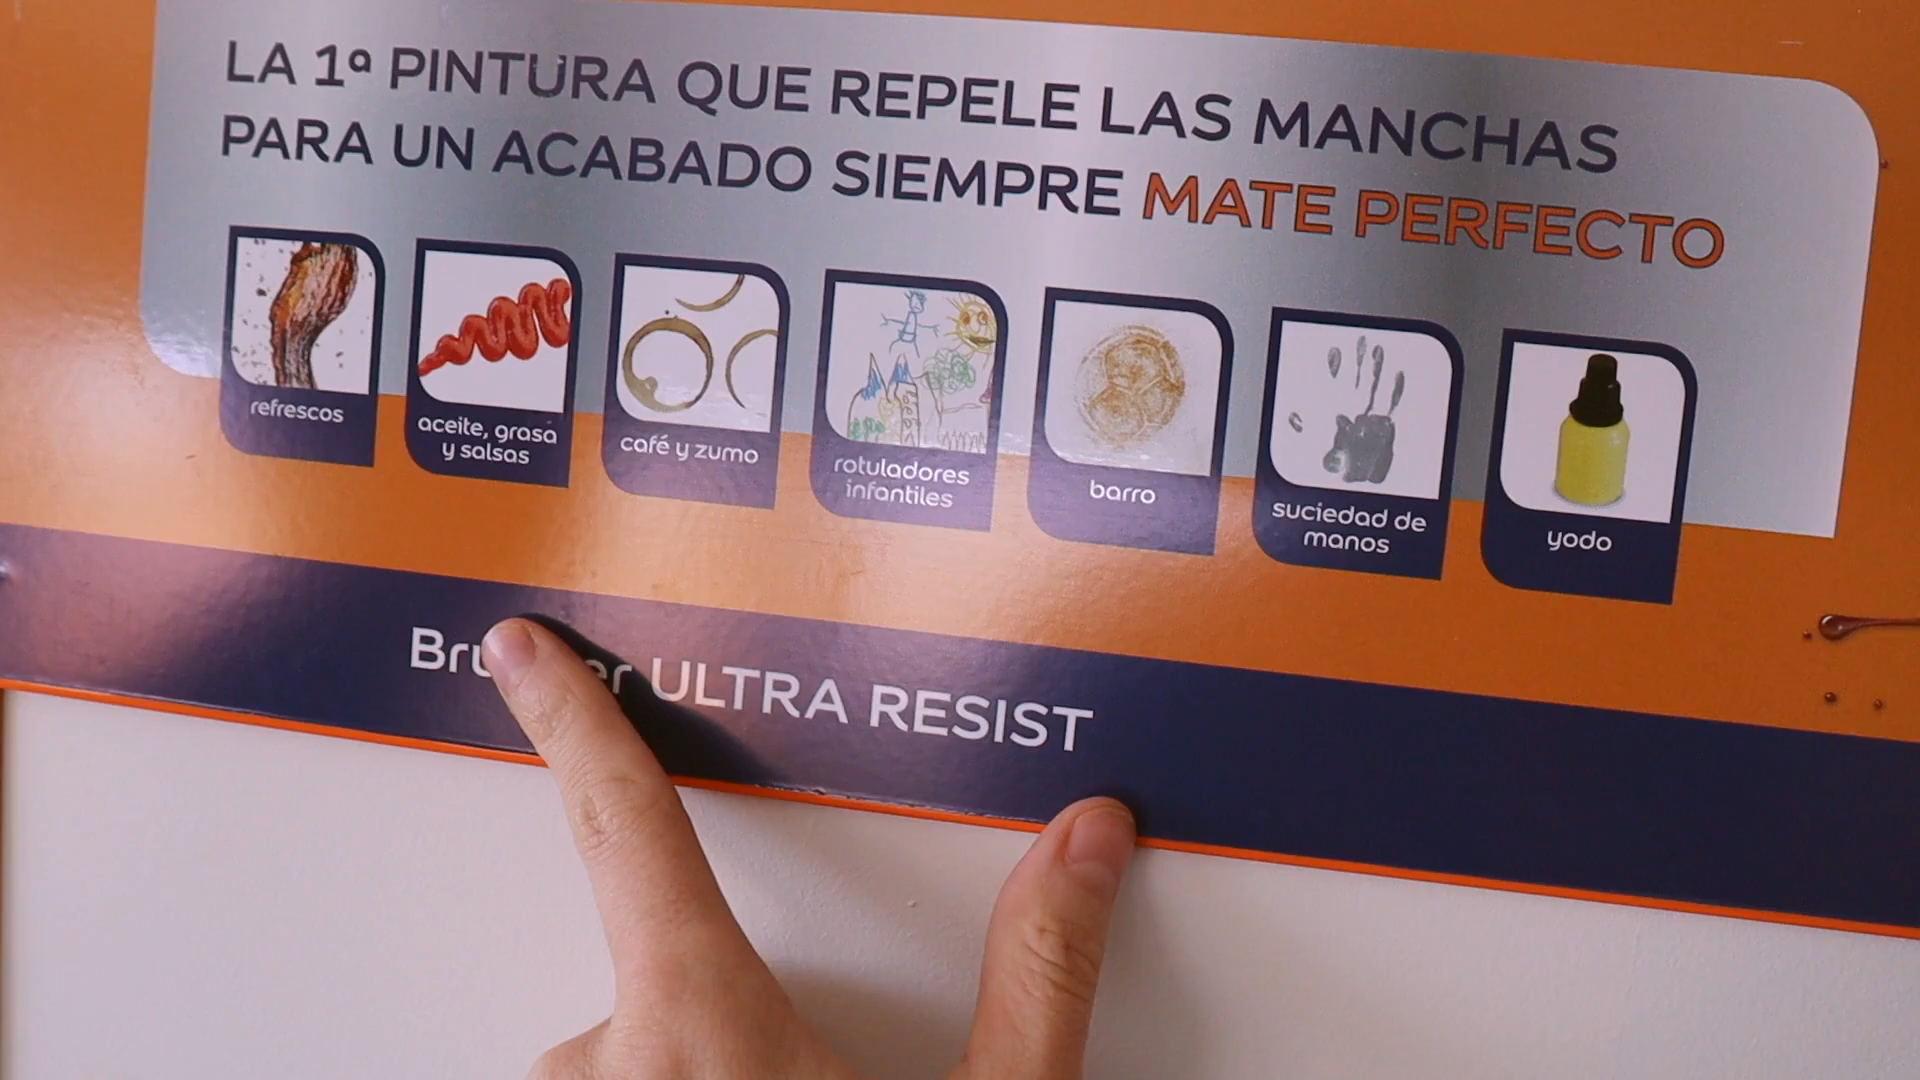 LA 1ª PINTURA QUE REPELE LAS MANCHAS
PARA UN ACABADO SIEMPRE MATE PERFECTO
refrescos
aceite, grasa
y salsas
café y zumo
rotuladores
infantiles
barro
suciedad de
manos
yodo
ULTRA RESIST